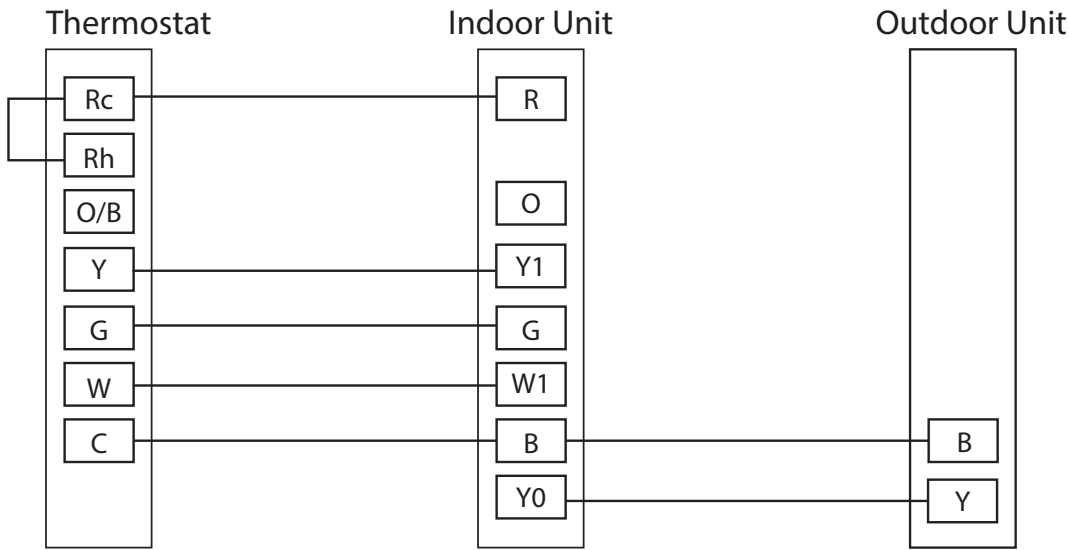 Thermostat Indoor Unit Outdoor Unit
Rc R
Rh
O/B O
Y Y1
G G
W W1
C B B
Y0 Y